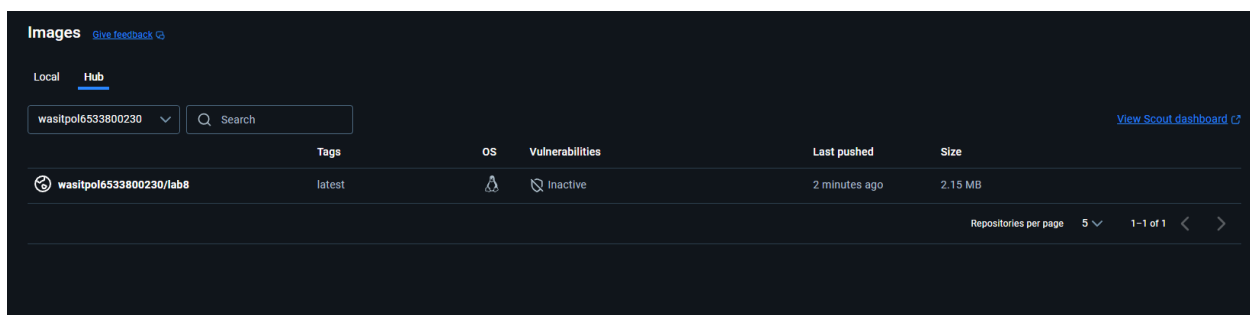 Images Give feedback
Local Hub
wasitpol6533800230 Search View Scout dashboard
Tags OS Vulnerabilities Last pushed Size
wasitpol6533800230/lab8 latest Inactive 2 minutes ago 2.15 MB
Repositories per page 5 1–1 of 1